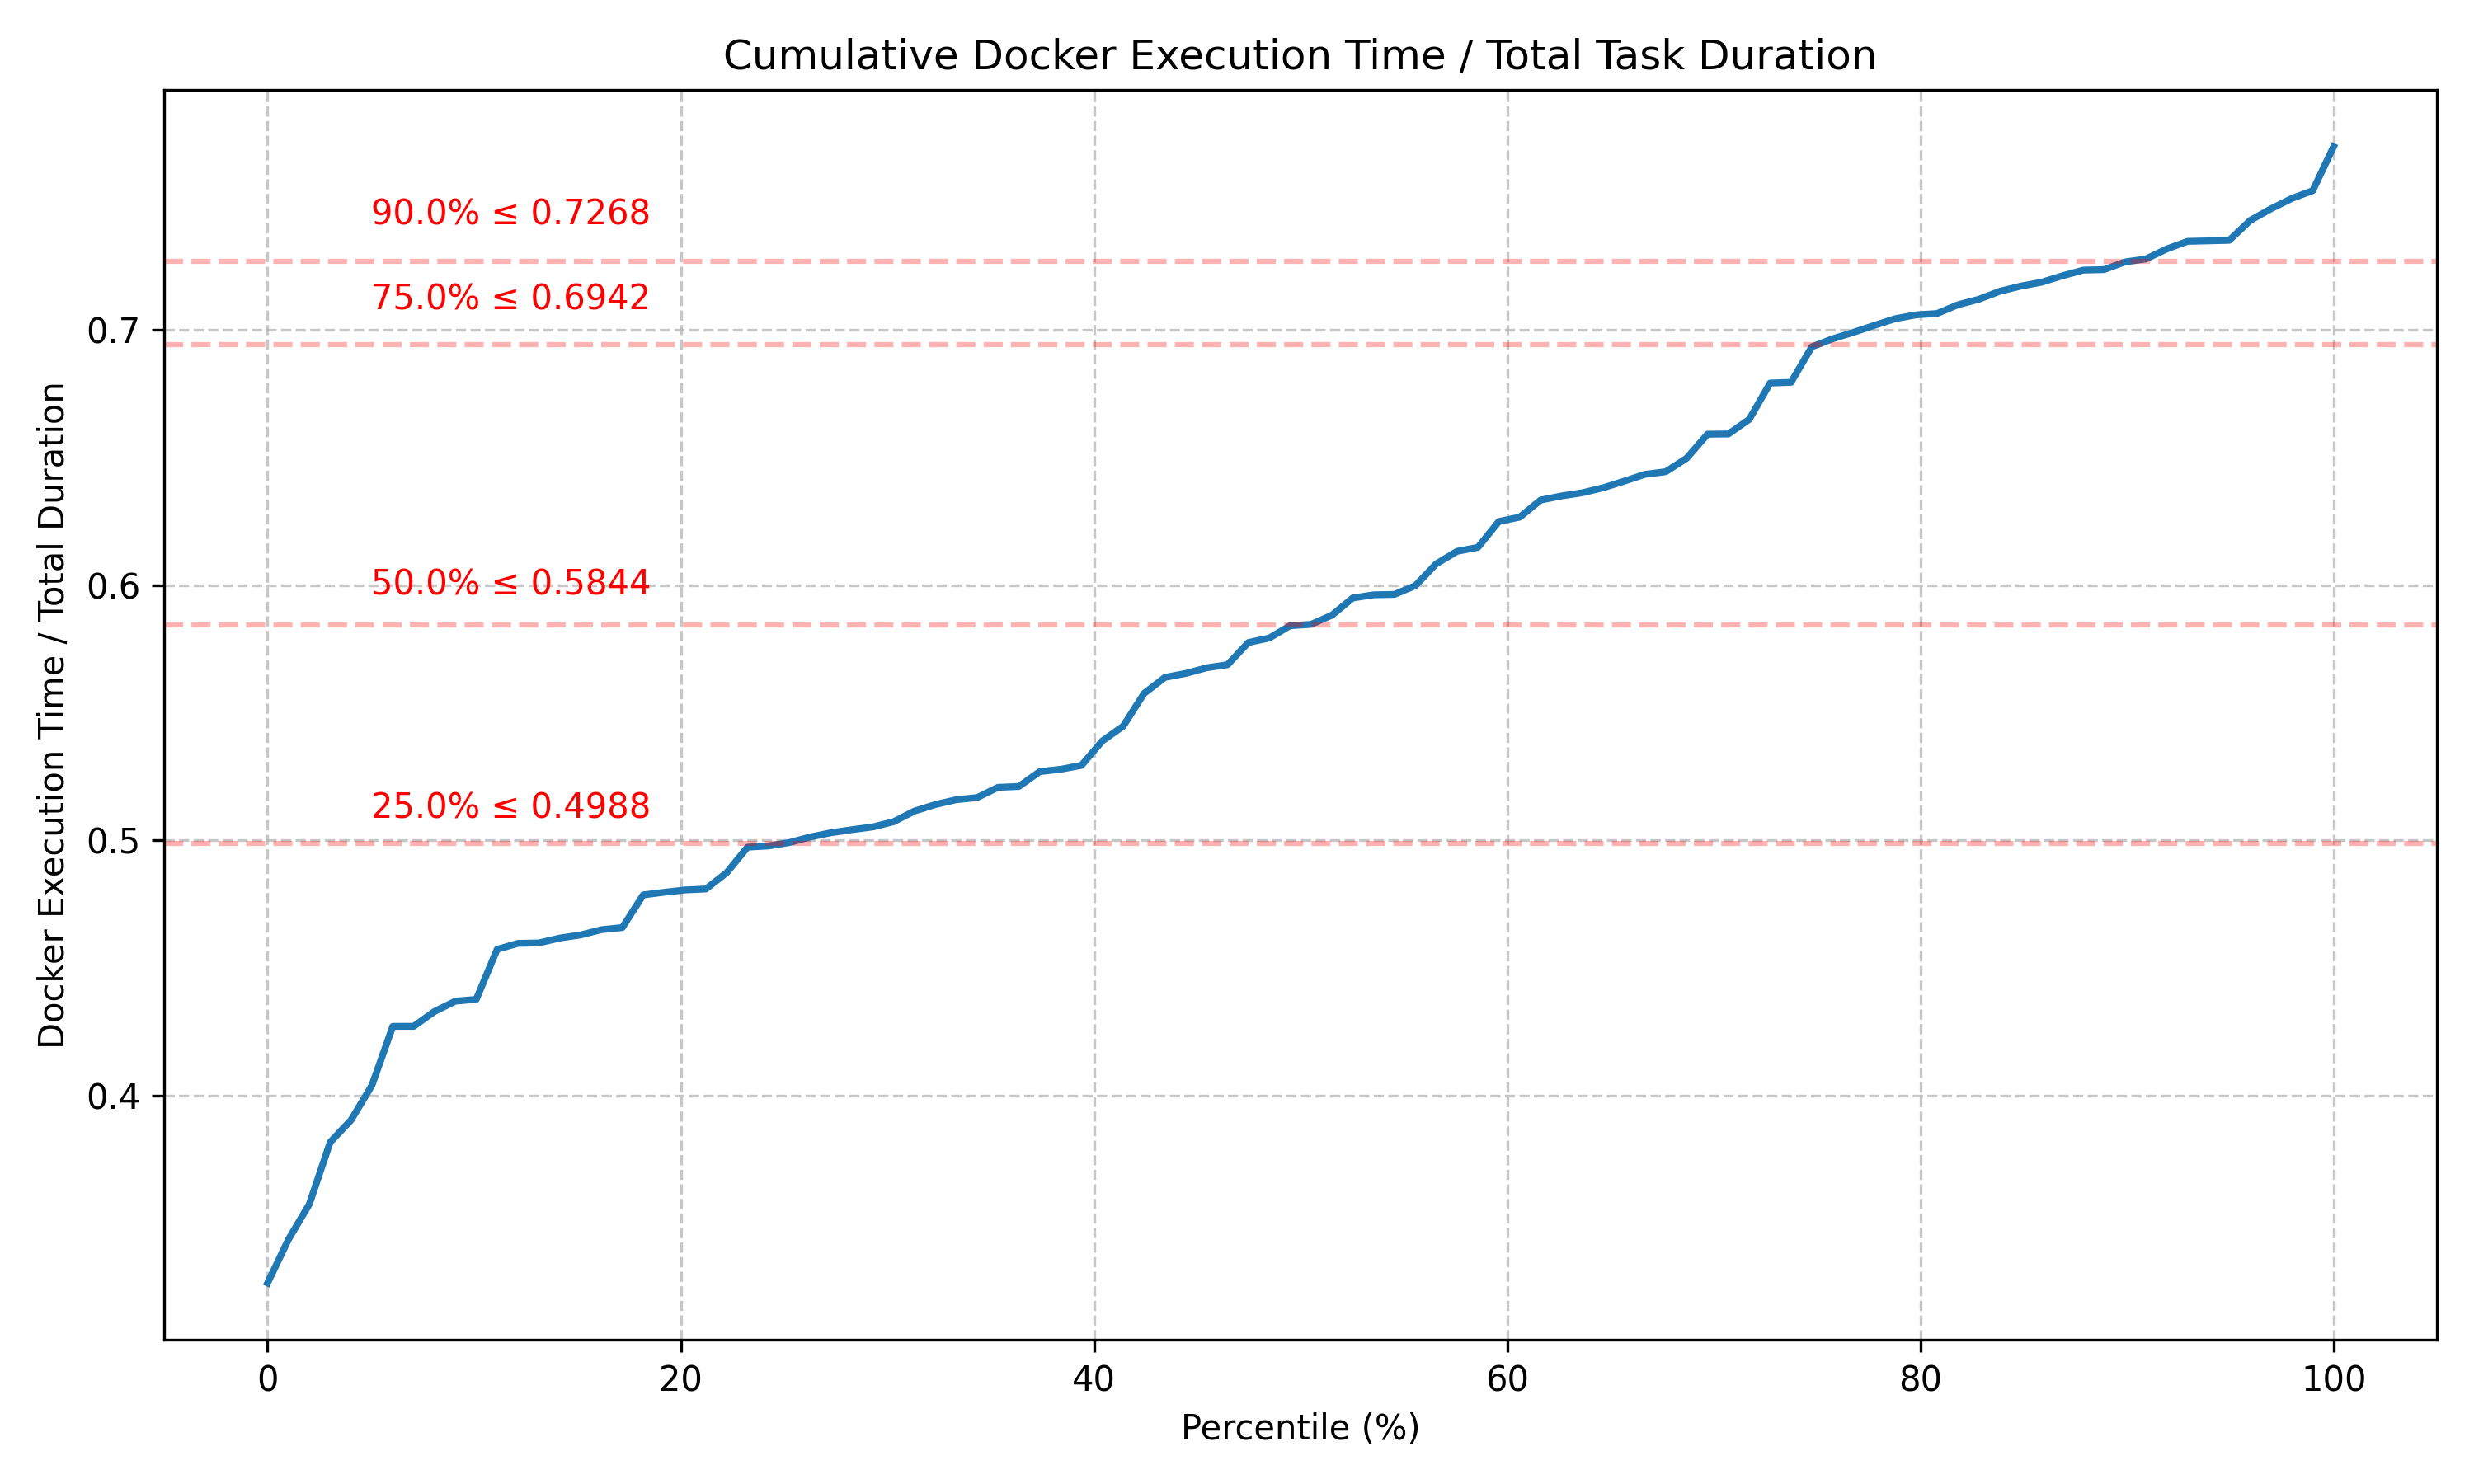 Cumulative Docker Execution Time / Total Task Duration
Docker Execution Time / Total Duration
90.0% ≤ 0.7268
75.0% ≤ 0.6942
0.7
50.0% ≤ 0.5844
0.6
25.0% ≤ 0.4988
0.5
0.4
0 20 40 60 80 100
Percentile (%)